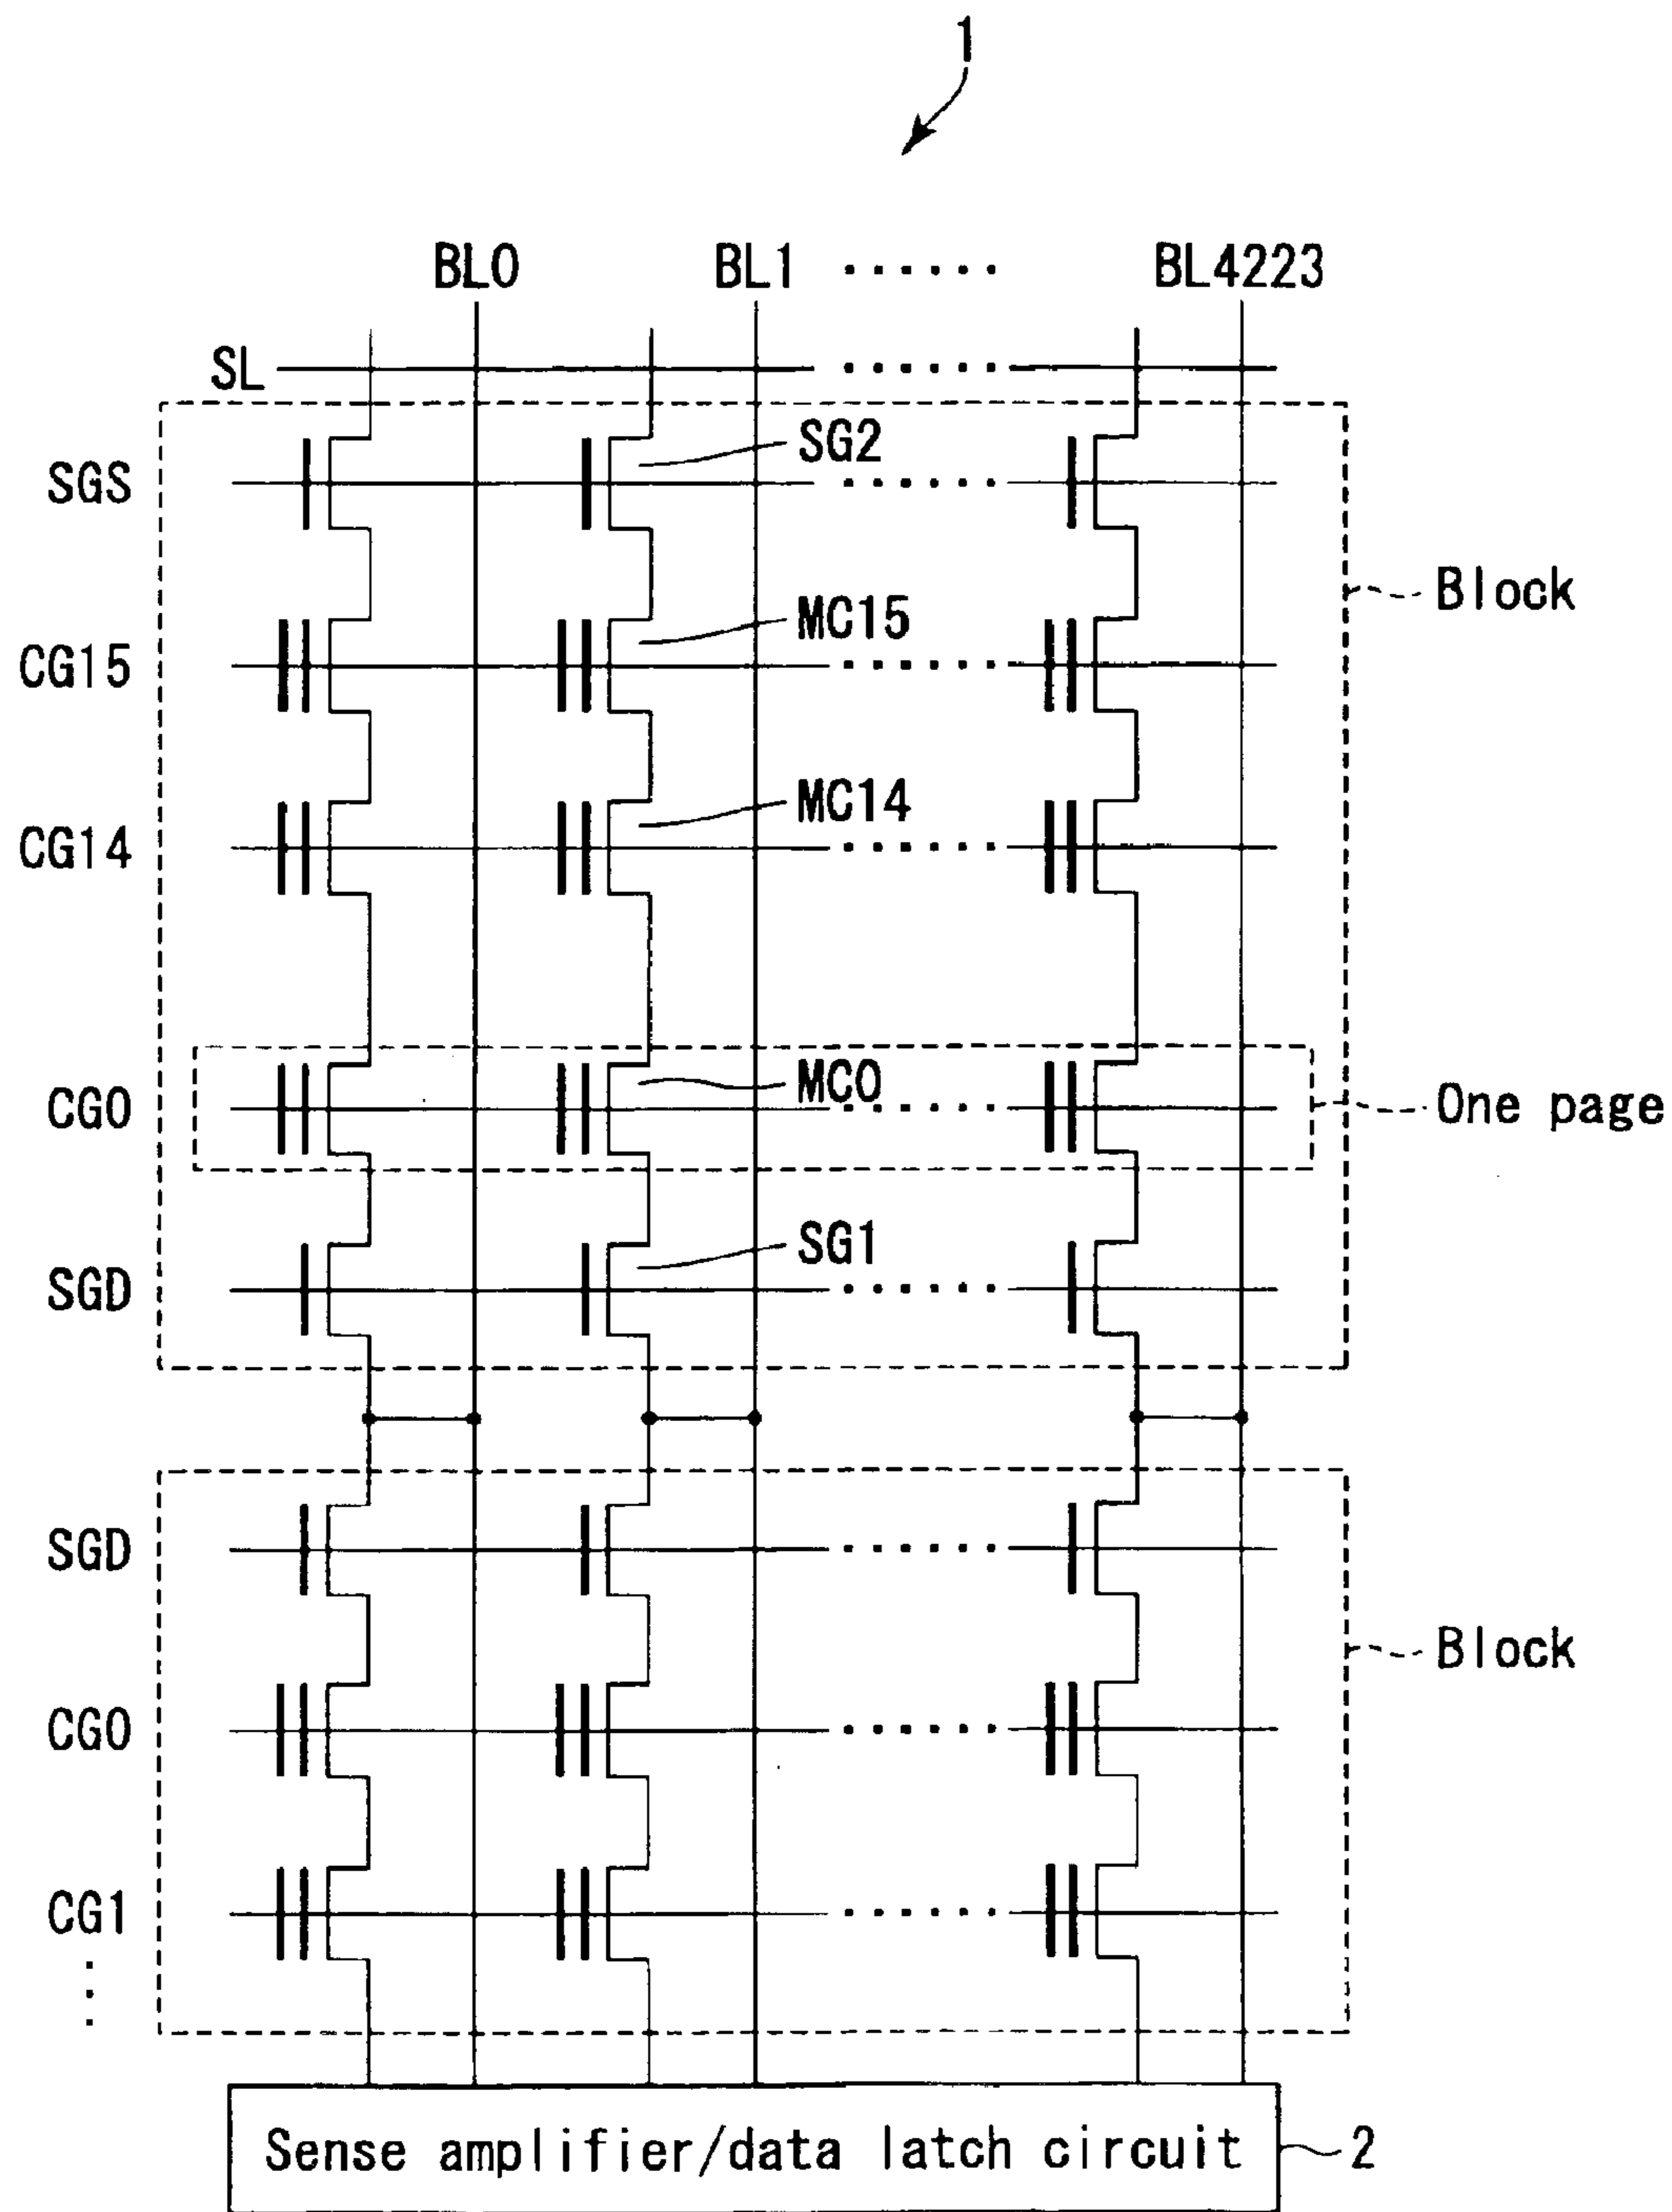 1
BL0 BL1 ...... BL4223
SL ......
SGS SG2 ......
Block
CG15 MC15 ......
CG14 MC14 ......
CG0 MC0 ...... One page
SGD SG1 ......
SGD ......
Block
CG0 ......
CG1 ......
Sense amplifier/data latch circuit 2